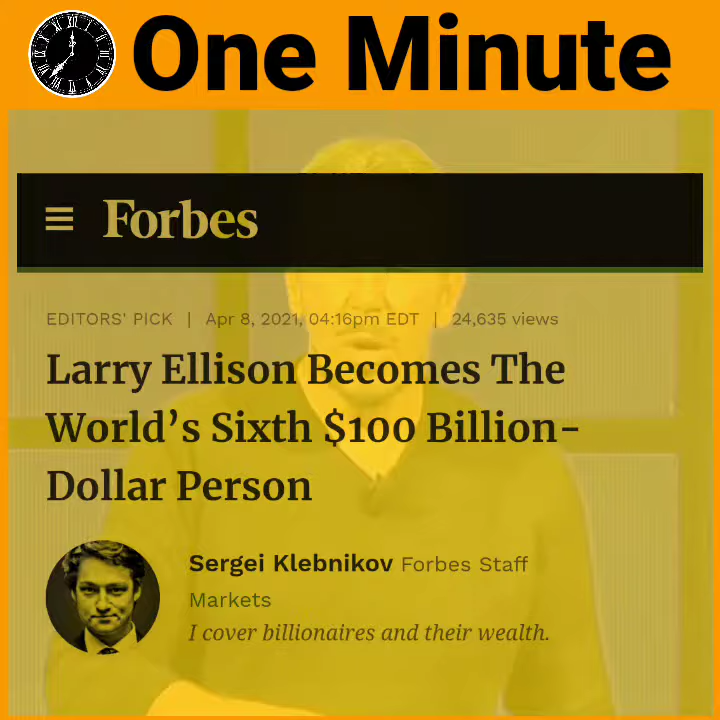 One Minute
Forbes
EDITORS' PICK | Apr 8, 2021, 04:16pm EDT | 24,635 views
Larry Ellison Becomes The
World’s Sixth $100 Billion-
Dollar Person
Sergei Klebnikov Forbes Staff
Markets
I cover billionaires and their wealth.